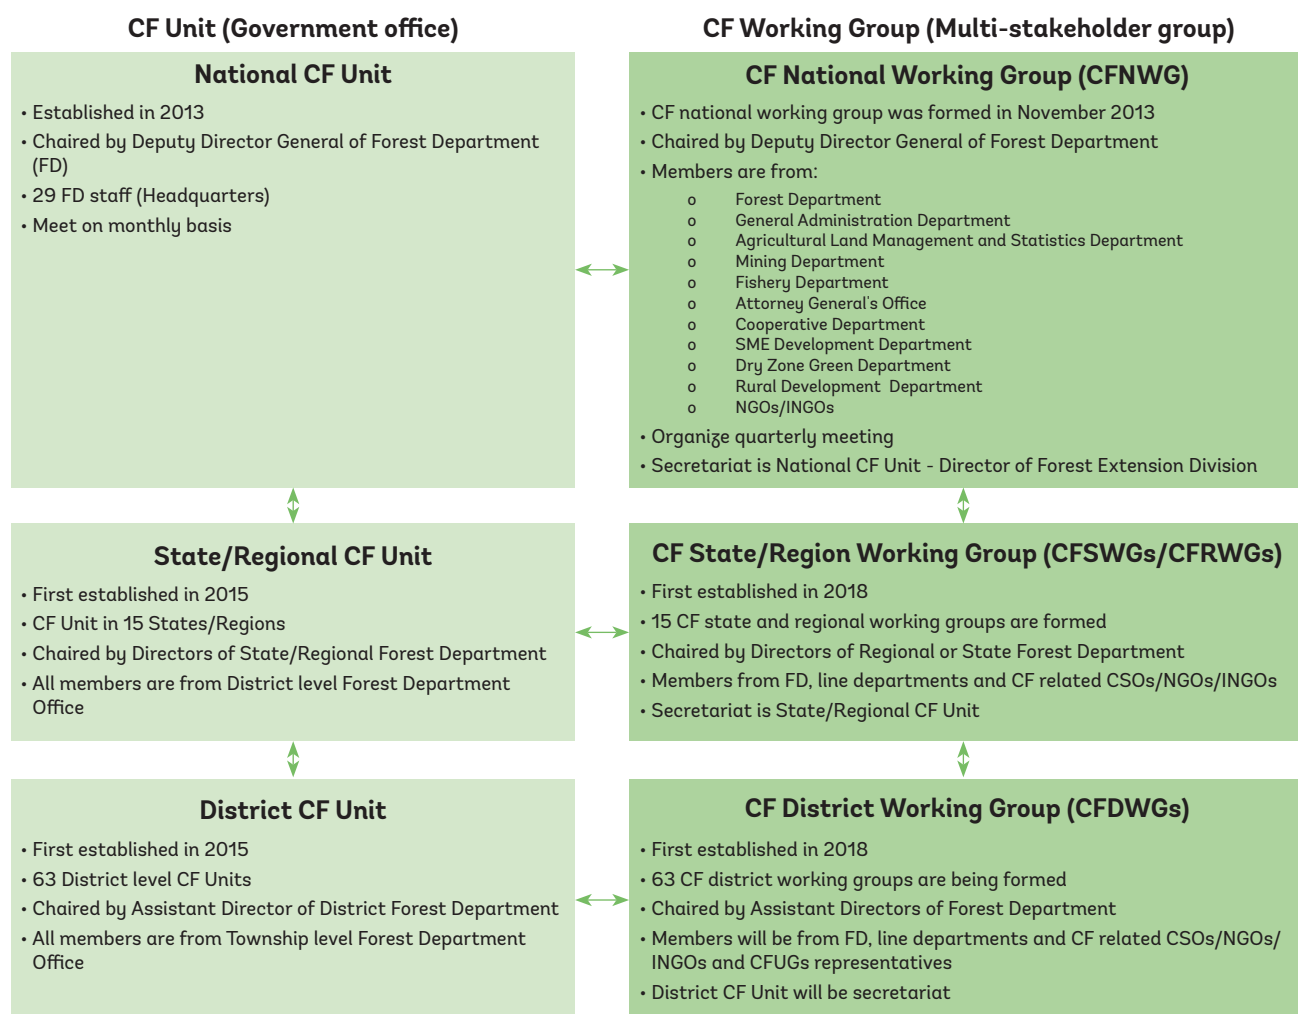 CF Unit (Government office)
National CF Unit
• Established in 2013
• Chaired by Deputy Director General of Forest Department
(FD)
• 29 FD staff (Headquarters)
• Meet on monthly basis
State/Regional CF Unit
• First established in 2015
• CF Unit in 15 States/Regions
• Chaired by Directors of State/Regional Forest Department
• All members are from District level Forest Department
Office
District CF Unit
• First established in 2015
• 63 District level CF Units
• Chaired by Assistant Director of District Forest Department
• All members are from Township level Forest Department
Office
CF Working Group (Multi-stakeholder group)
CF National Working Group (CFNWG)
• CF national working group was formed in November 2013
• Chaired by Deputy Director General of Forest Department
• Members are from:
o Forest Department
o General Administration Department
o Agricultural Land Management and Statistics Department
o Mining Department
o Fishery Department
o Attorney General's Office
o Cooperative Department
o SME Development Department
o Dry Zone Green Department
o Rural Development Department
o NGOs/INGOs
• Organize quarterly meeting
• Secretariat is National CF Unit - Director of Forest Extension Division
CF State/Region Working Group (CFSWGs/CFRWGs)
• First established in 2018
• 15 CF state and regional working groups are formed
• Chaired by Directors of Regional or State Forest Department
• Members from FD, line departments and CF related CSOs/NGOs/INGOs
• Secretariat is State/Regional CF Unit
CF District Working Group (CFDWGs)
• First established in 2018
• 63 CF district working groups are being formed
• Chaired by Assistant Directors of Forest Department
• Members will be from FD, line departments and CF related CSOs/NGOs/
INGOs and CFUGs representatives
• District CF Unit will be secretariat